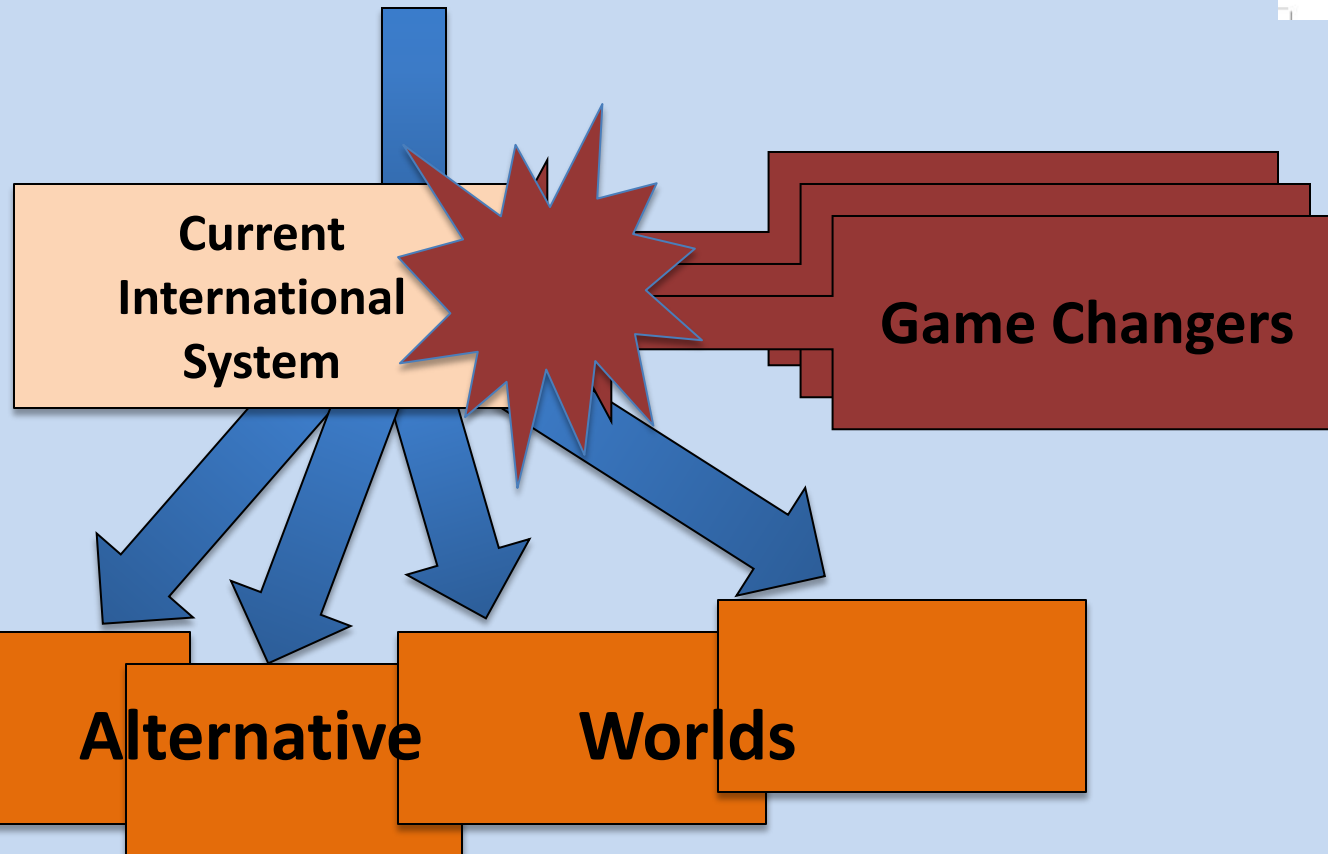 Current
International
System
Game Changers
Alternative Worlds